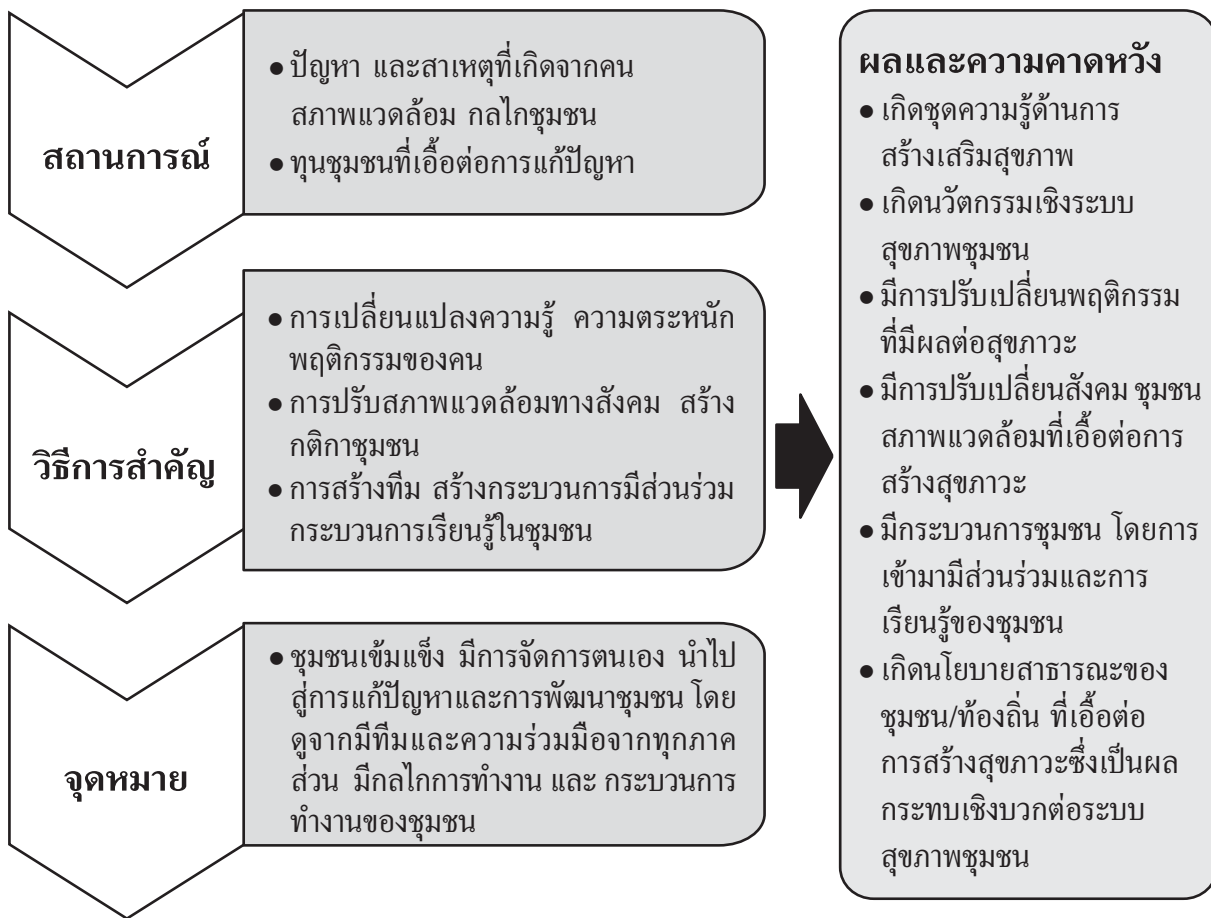 สถานการณ์
● ปัญหา และสาเหตุที่เกิดจากคน
สภาพแวดล้อม กลไกชุมชน
● ทุนชุมชนที่เอื้อต่อการแก้ปัญหา
วิธีการสำคัญ
● การเปลี่ยนแปลงความรู้ ความตระหนัก
พฤติกรรมของคน
● การปรับสภาพแวดล้อมทางสังคม สร้าง
กติกาชุมชน
● การสร้างทีม สร้างกระบวนการมีส่วนร่วม
กระบวนการเรียนรู้ในชุมชน
จุดหมาย
● ชุมชนเข้มแข็ง มีการจัดการตนเอง นำไป
สู่การแก้ปัญหาและการพัฒนาชุมชน โดย
ดูจากมีทีมและความร่วมมือจากทุกภาค
ส่วน มีกลไกการทำงาน และ กระบวนการ
ทำงานของชุมชน
ผลและความคาดหวัง
● เกิดชุดความรู้ด้านการ
สร้างเสริมสุขภาพ
● เกิดนวัตกรรมเชิงระบบ
สุขภาพชุมชน
● มีการปรับเปลี่ยนพฤติกรรม
ที่มีผลต่อสุขภาวะ
● มีการปรับเปลี่ยนสังคม ชุมชน
สภาพแวดล้อมที่เอื้อต่อการ
สร้างสุขภาวะ
● มีกระบวนการชุมชน โดยการ
เข้ามามีส่วนร่วมและการ
เรียนรู้ของชุมชน
● เกิดนโยบายสาธารณะของ
ชุมชน/ท้องถิ่น ที่เอื้อต่อ
การสร้างสุขภาวะซึ่งเป็นผล
กระทบเชิงบวกต่อระบบ
สุขภาพชุมชน